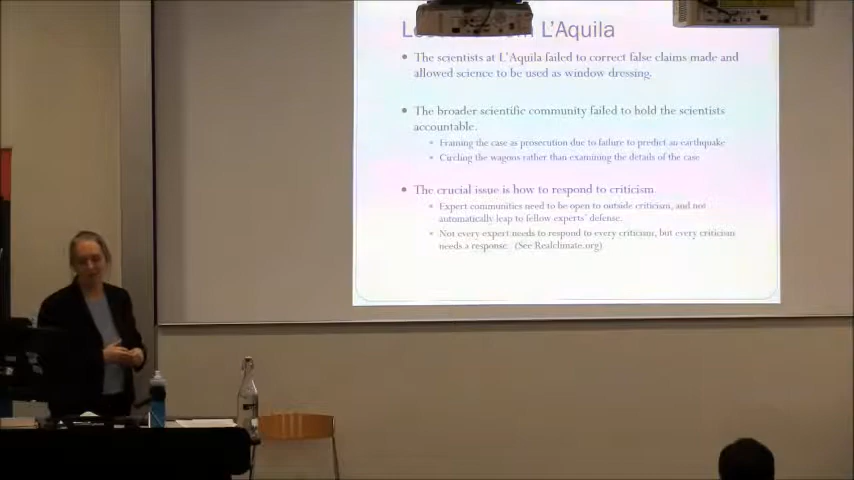 L'Aquila
• The scientists at L'Aquila failed to correct false claims made and
allowed science to be used as window dressing.
• The broader scientific community failed to hold the scientists
accountable.
• Framing the case as prosecution due to failure to predict an earthquake
• Circling the wagons rather than examining the details of the case
• The crucial issue is how to respond to criticism.
• Expert communities need to be open to outside criticism, and not
automatically leap to fellow experts' defense.
• Not every expert needs to respond to every criticism, but every criticism
needs a response. (See Realclimate.org)